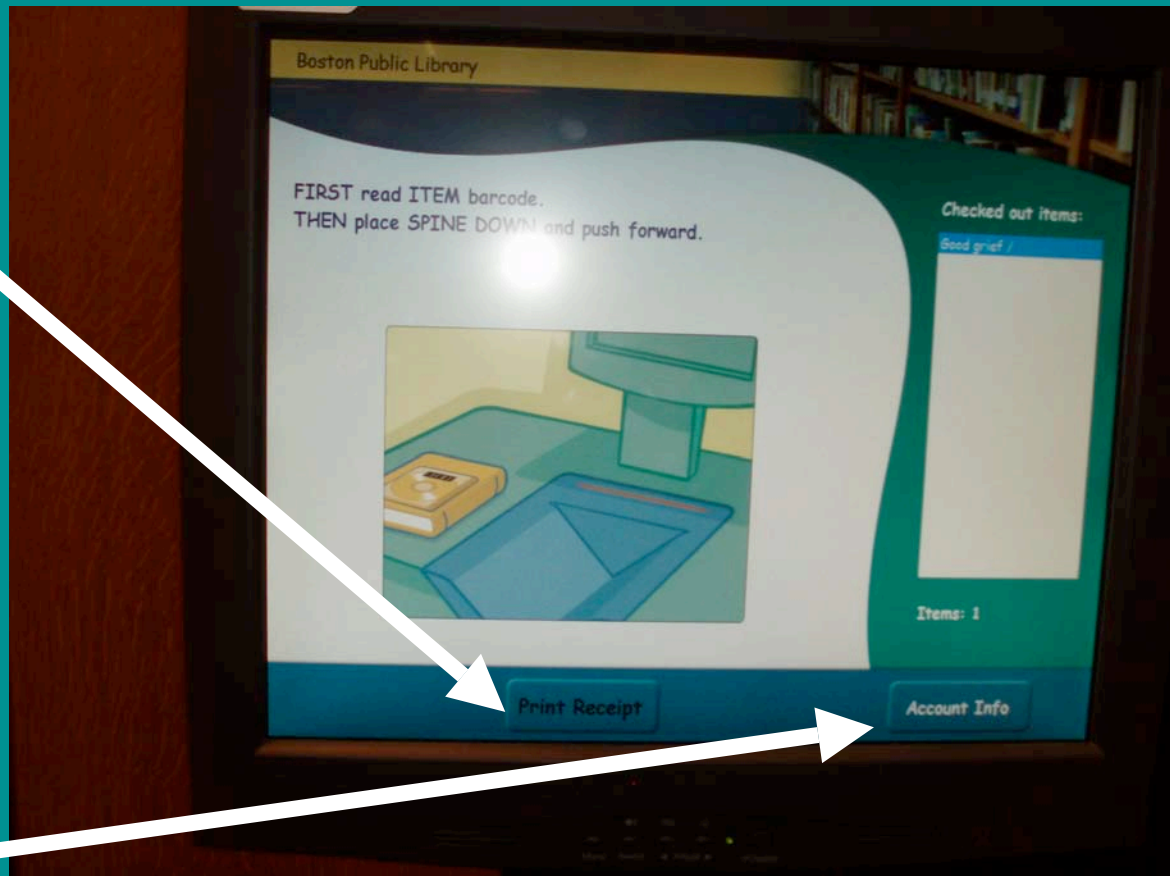 Boston Public Library
FIRST read ITEM barcode.
THEN place SPINE DOWN and push forward.
Checked out items:
Good grief /
Items: 1
Print Receipt
Account Info